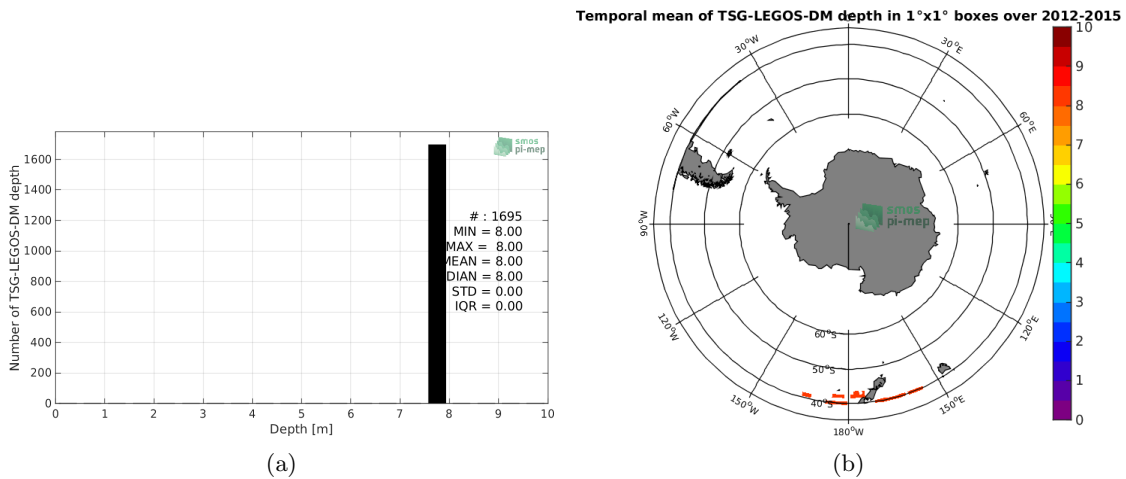 Temporal mean of TSG-LEGOS-DM depth in 1°x1° boxes over 2012-2015
Number of TSG-LEGOS-DM depth
1600
1400
1200
1000
800
600
400
200
0
smos
pi-mep
# : 1695
MIN = 8.00
MAX = 8.00
MEAN = 8.00
DIAN = 8.00
STD = 0.00
IQR = 0.00
0 1 2 3 4 5 6 7 8 9 10
Depth [m]
(a)
30°W
30°E
60°W
60°E
90°W
smos
pi-mep
120°W
120°E
150°W
150°E
180°W
60°S
50°S
40°S
10
9
8
7
6
5
4
3
2
1
0
(b)